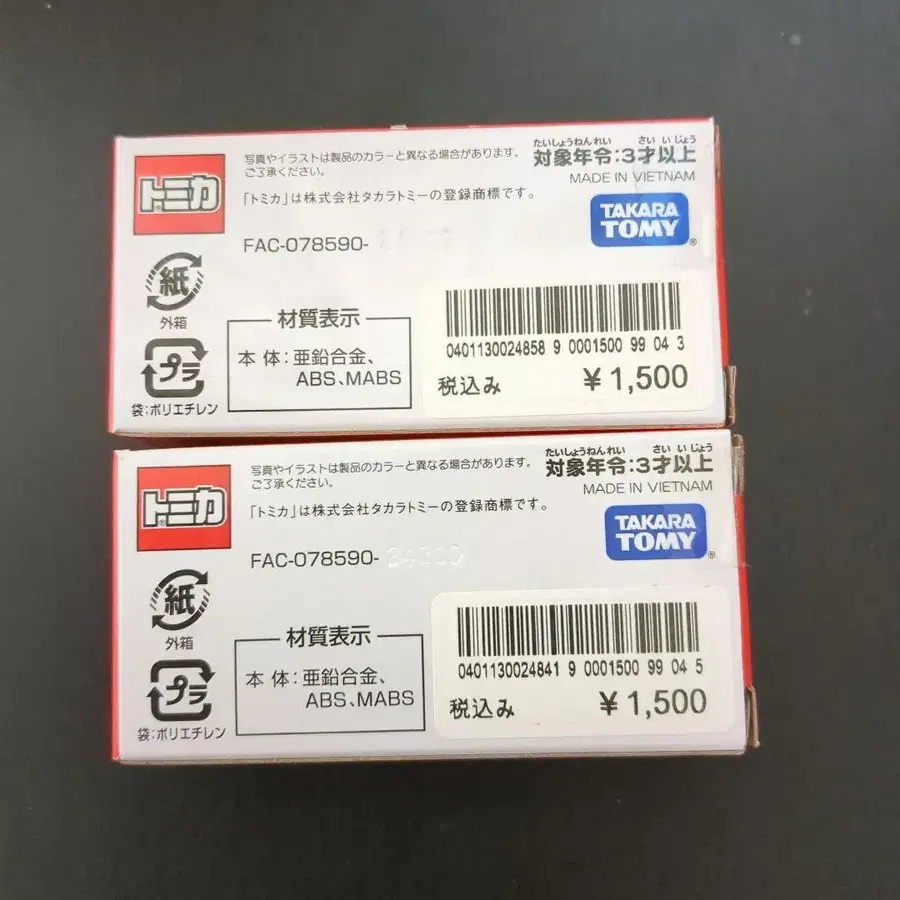 トミカ
写真やイラストは製品のカラーと異なる場合があります。
ご了承ください。
「トミカ」は株式会社タカラトミーの登録商標です。
たいしょうねんれい さい いじょう
対象年令:3才以上
MADE IN VIETNAM
TAKARA
TOMY®
FAC-078590-
紙
外箱
プラ
袋:ポリエチレン
材質表示
本体:亜鉛合金、
ABS、MABS
0401130024858 9 0001500 99 04 3
税込み ¥1,500
トミカ
写真やイラストは製品のカラーと異なる場合があります。
ご了承ください。
「トミカ」は株式会社タカラトミーの登録商標です。
たいしょうねんれい さい いじょう
対象年令:3才以上
MADE IN VIETNAM
TAKARA
TOMY®
FAC-078590-
紙
外箱
プラ
袋:ポリエチレン
材質表示
本体:亜鉛合金、
ABS、MABS
0401130024841 9 0001500 99 04 5
税込み ¥1,500